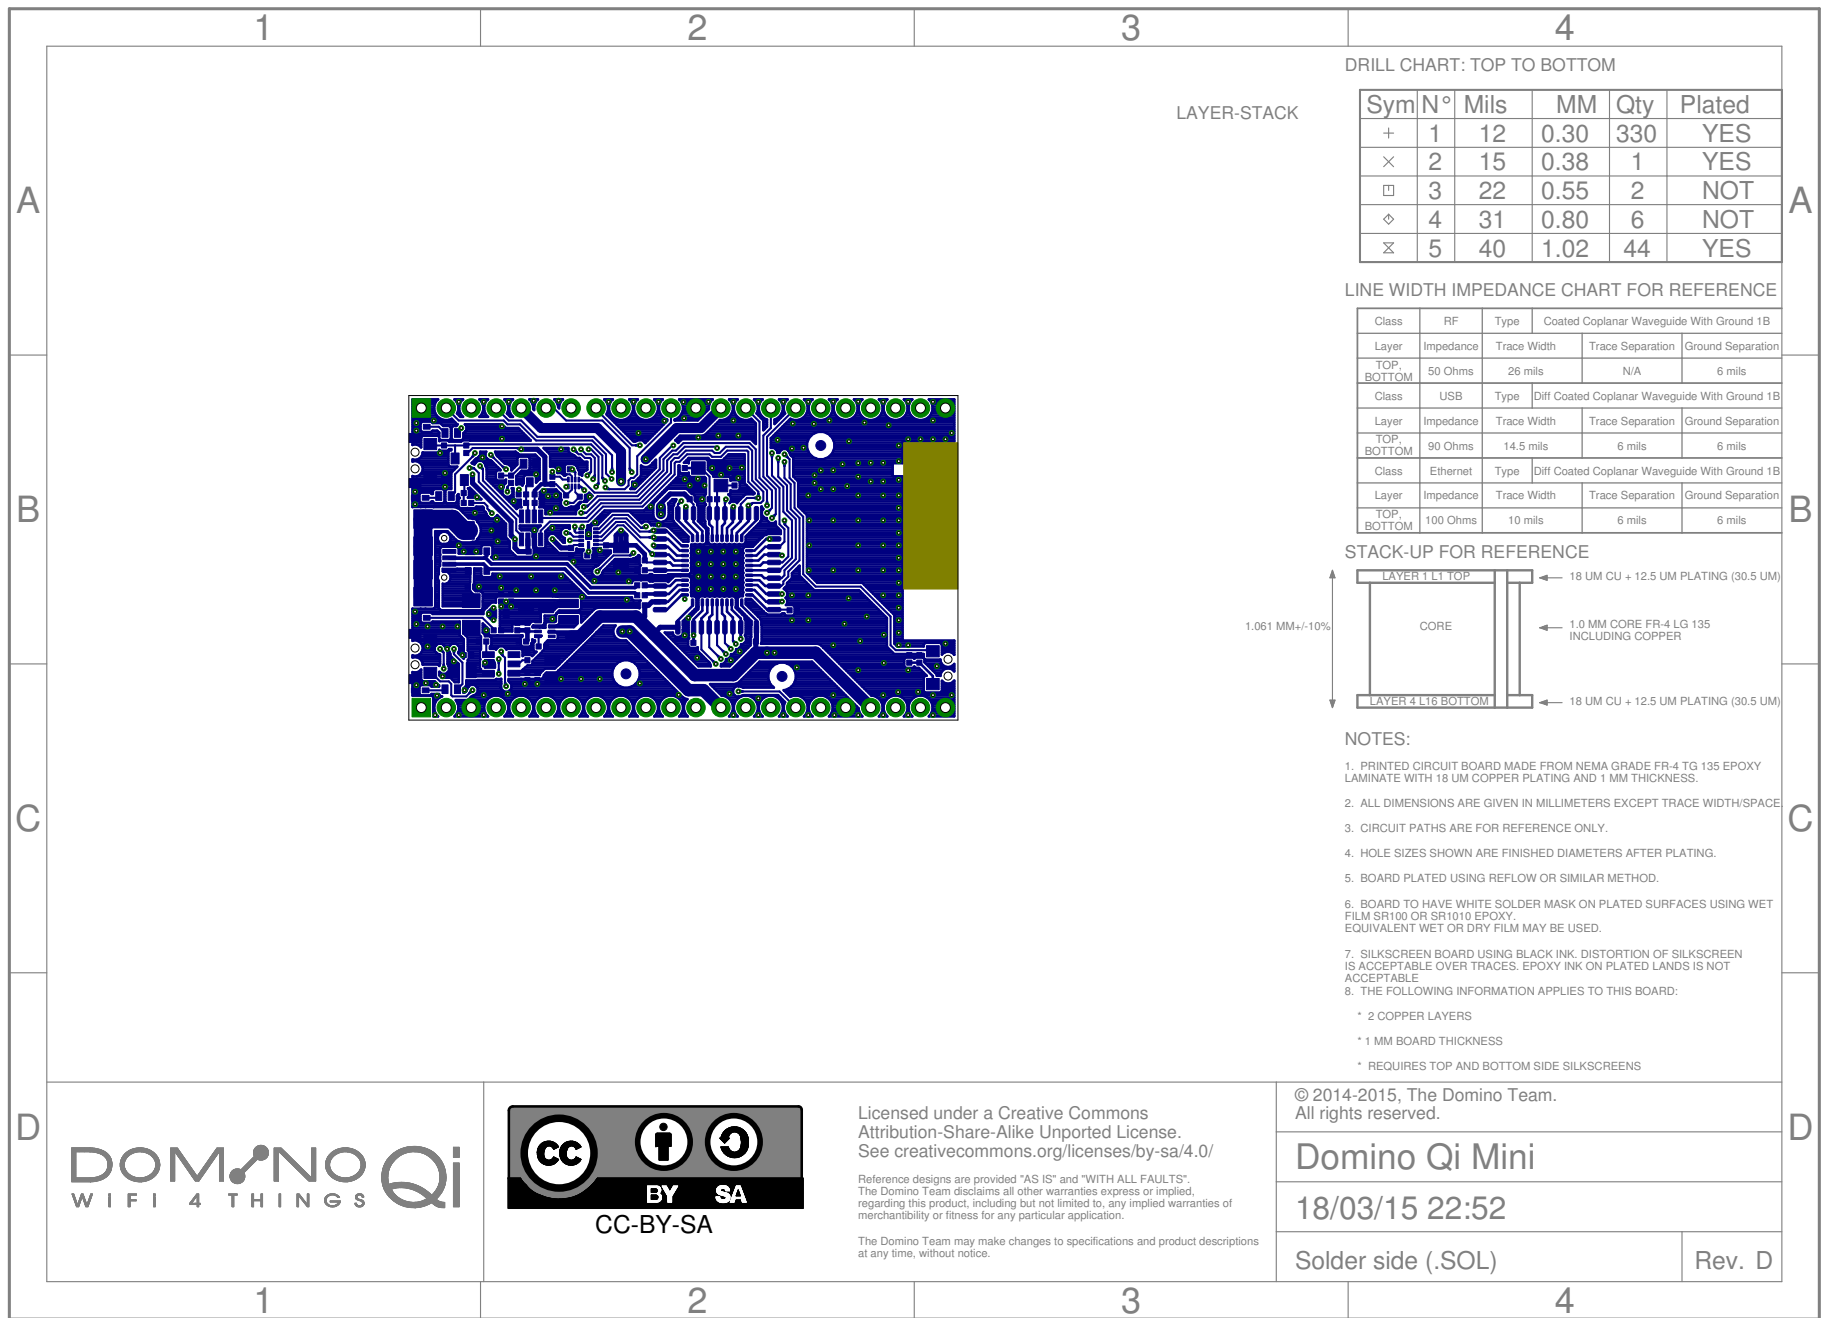 1 2 3 4
A
B
C
D
LAYER-STACK
DRILL CHART: TOP TO BOTTOM
Sym N° Mils MM Qty Plated
+ 1 12 0.30 330 YES
× 2 15 0.38 1 YES
3 22 0.55 2 NOT
4 31 0.80 6 NOT
5 40 1.02 44 YES
A
LINE WIDTH IMPEDANCE CHART FOR REFERENCE
Class RF Type Coated Coplanar Waveguide With Ground 1B
Layer Impedance Trace Width Trace Separation Ground Separation
TOP, BOTTOM 50 Ohms 26 mils N/A 6 mils
Class USB Type Diff Coated Coplanar Waveguide With Ground 1B
Layer Impedance Trace Width Trace Separation Ground Separation
TOP, BOTTOM 90 Ohms 14.5 mils 6 mils 6 mils
Class Ethernet Type Diff Coated Coplanar Waveguide With Ground 1B
Layer Impedance Trace Width Trace Separation Ground Separation
TOP, BOTTOM 100 Ohms 10 mils 6 mils 6 mils
B
STACK-UP FOR REFERENCE
LAYER 1 L1 TOP
18 UM CU + 12.5 UM PLATING (30.5 UM)
1.061 MM+/-10%
CORE
1.0 MM CORE FR-4 LG 135
INCLUDING COPPER
LAYER 4 L16 BOTTOM
18 UM CU + 12.5 UM PLATING (30.5 UM)
NOTES:
1. PRINTED CIRCUIT BOARD MADE FROM NEMA GRADE FR-4 TG 135 EPOXY
LAMINATE WITH 18 UM COPPER PLATING AND 1 MM THICKNESS.
2. ALL DIMENSIONS ARE GIVEN IN MILLIMETERS EXCEPT TRACE WIDTH/SPACE
3. CIRCUIT PATHS ARE FOR REFERENCE ONLY.
4. HOLE SIZES SHOWN ARE FINISHED DIAMETERS AFTER PLATING.
5. BOARD PLATED USING REFLOW OR SIMILAR METHOD.
6. BOARD TO HAVE WHITE SOLDER MASK ON PLATED SURFACES USING WET
FILM SR100 OR SR1010 EPOXY.
EQUIVALENT WET OR DRY FILM MAY BE USED.
7. SILKSCREEN BOARD USING BLACK INK. DISTORTION OF SILKSCREEN
IS ACCEPTABLE OVER TRACES. EPOXY INK ON PLATED LANDS IS NOT
ACCEPTABLE
8. THE FOLLOWING INFORMATION APPLIES TO THIS BOARD:
* 2 COPPER LAYERS
* 1 MM BOARD THICKNESS
* REQUIRES TOP AND BOTTOM SIDE SILKSCREENS
C
D
DOMINO Qi
WIFI 4 THINGS
CC
BY SA
CC-BY-SA
Licensed under a Creative Commons
Attribution-Share-Alike Unported License.
See creativecommons.org/licenses/by-sa/4.0/
Reference designs are provided "AS IS" and "WITH ALL FAULTS".
The Domino Team disclaims all other warranties express or implied,
regarding this product, including but not limited to, any implied warranties of
merchantibility or fitness for any particular application.
The Domino Team may make changes to specifications and product descriptions
at any time, without notice.
© 2014-2015, The Domino Team.
All rights reserved.
Domino Qi Mini
18/03/15 22:52
Solder side (.SOL)
Rev. D
1 2 3 4